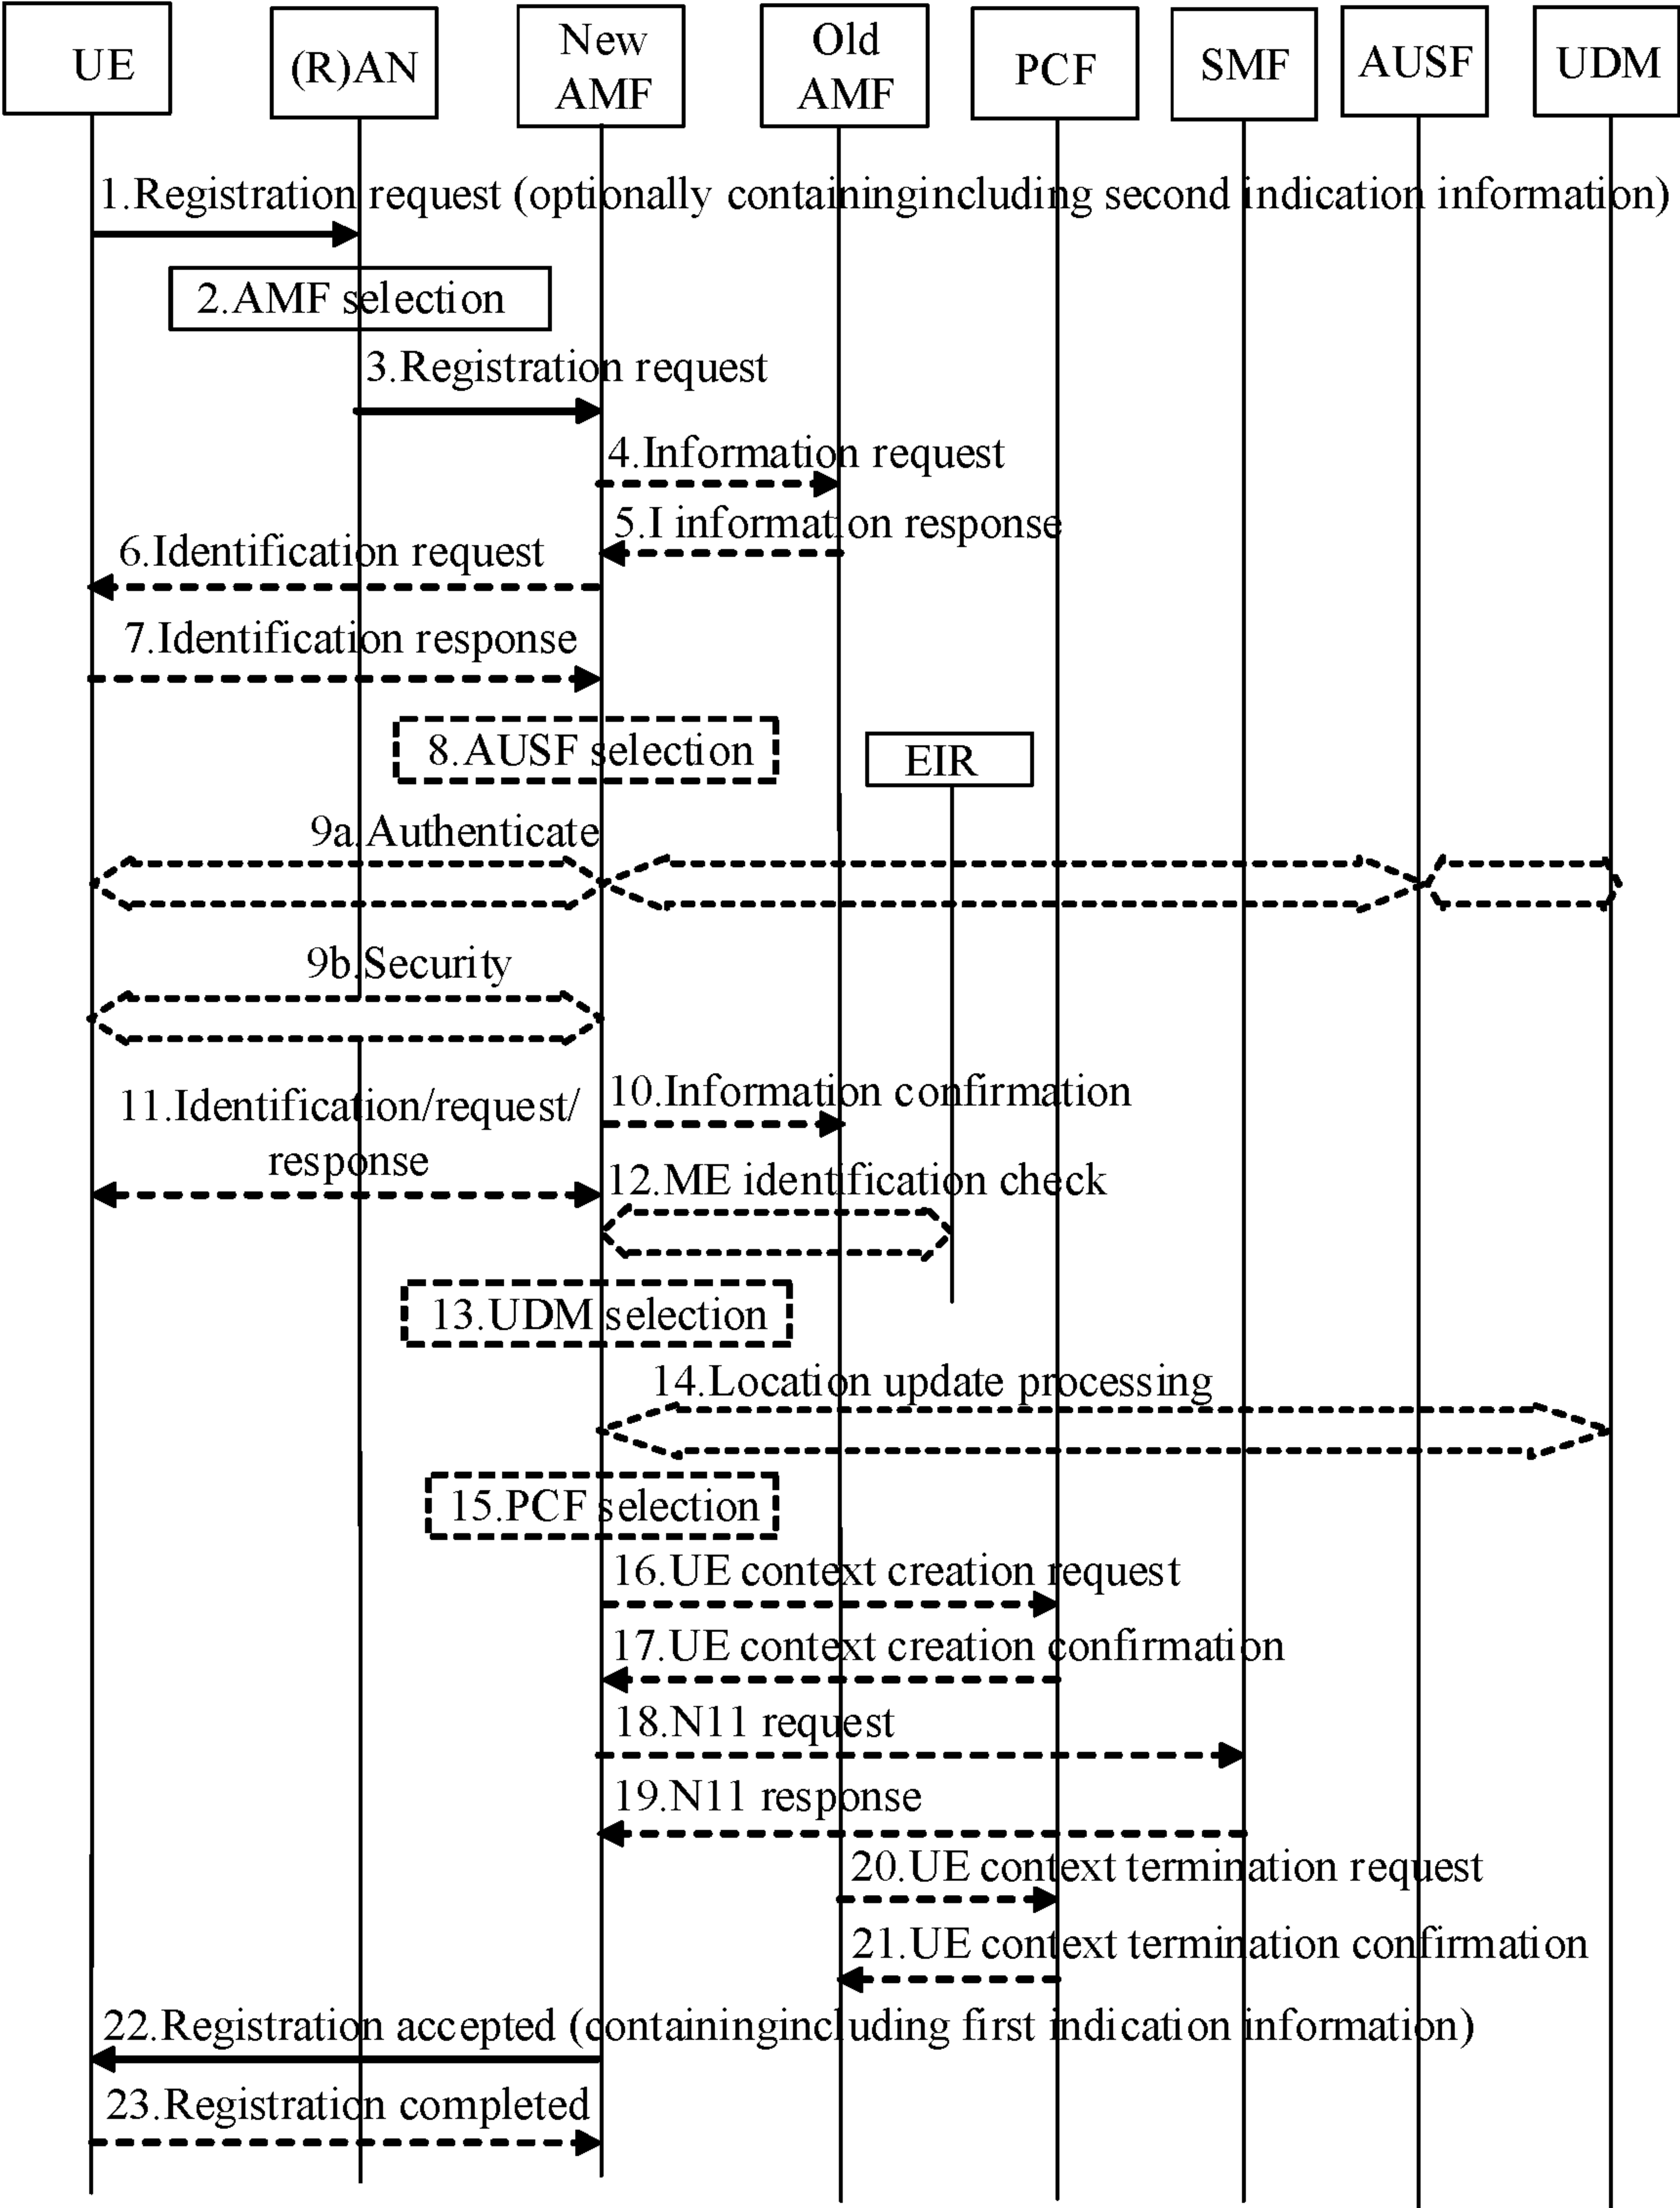 UE
(R)AN
New
AMF
Old
AMF
PCF
SMF
AUSF
UDM
1.Registration request (optionally containingincluding second indication information)
2.AMF selection
3.Registration request
4.Information request
5.I information response
6.Identification request
7.Identification response
8.AUSF selection
EIR
9a.Authenticate
9b.Security
10.Information confirmation
11.Identification/request/
response
12.ME identification check
13.UDM selection
14.Location update processing
15.PCF selection
16.UE context creation request
17.UE context creation confirmation
18.N11 request
19.N11 response
20.UE context termination request
21.UE context termination confirmation
22.Registration accepted (containingincluding first indication information)
23.Registration completed